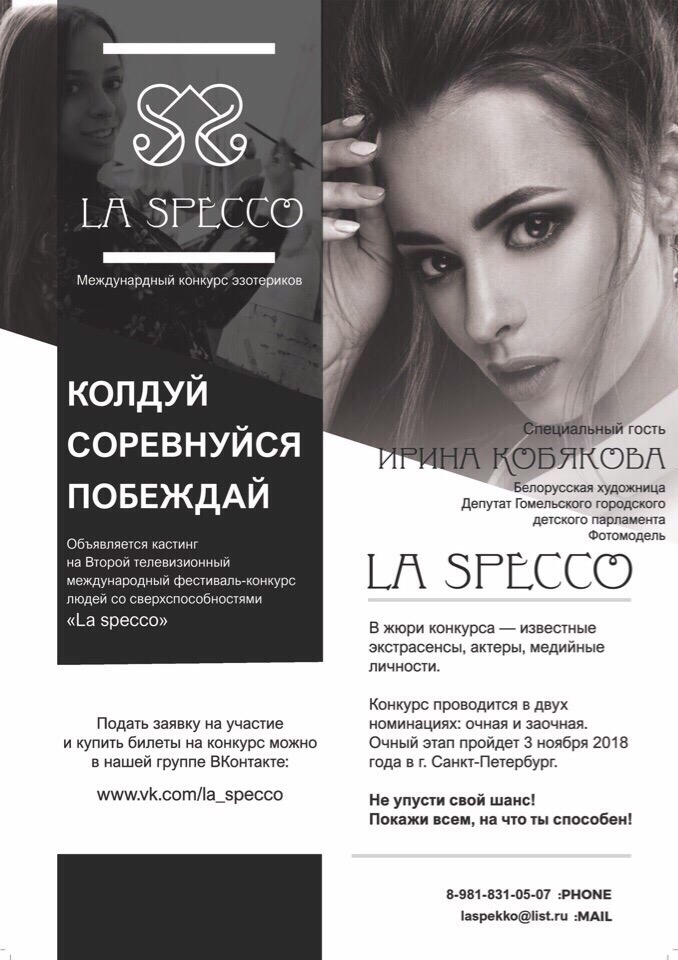 LA SPECCO
Международный конкурс эзотериков
КОЛДУЙ
СОРЕВНУЙСЯ
ПОБЕЖДАЙ
Объявляется кастинг
на Второй телевизионный
международный фестиваль-конкурс
людей со сверхспособностями
«La specco»
Подать заявку на участие
и купить билеты на конкурс можно
в нашей группе ВКонтакте:
www.vk.com/la_specco
Специальный гость
ИРИНА КОБЯКОВА
Белорусская художница
Депутат Гомельского городского
детского парламента
Фотомодель
LA SPECCO
В жюри конкурса — известные
экстрасенсы, актеры, медийные
личности.
Конкурс проводится в двух
номинациях: очная и заочная.
Очный этап пройдет 3 ноября 2018
года в г. Санкт-Петербург.
Не упусти свой шанс!
Покажи всем, на что ты способен!
8-981-831-05-07 :PHONE
laspekko@list.ru :MAIL